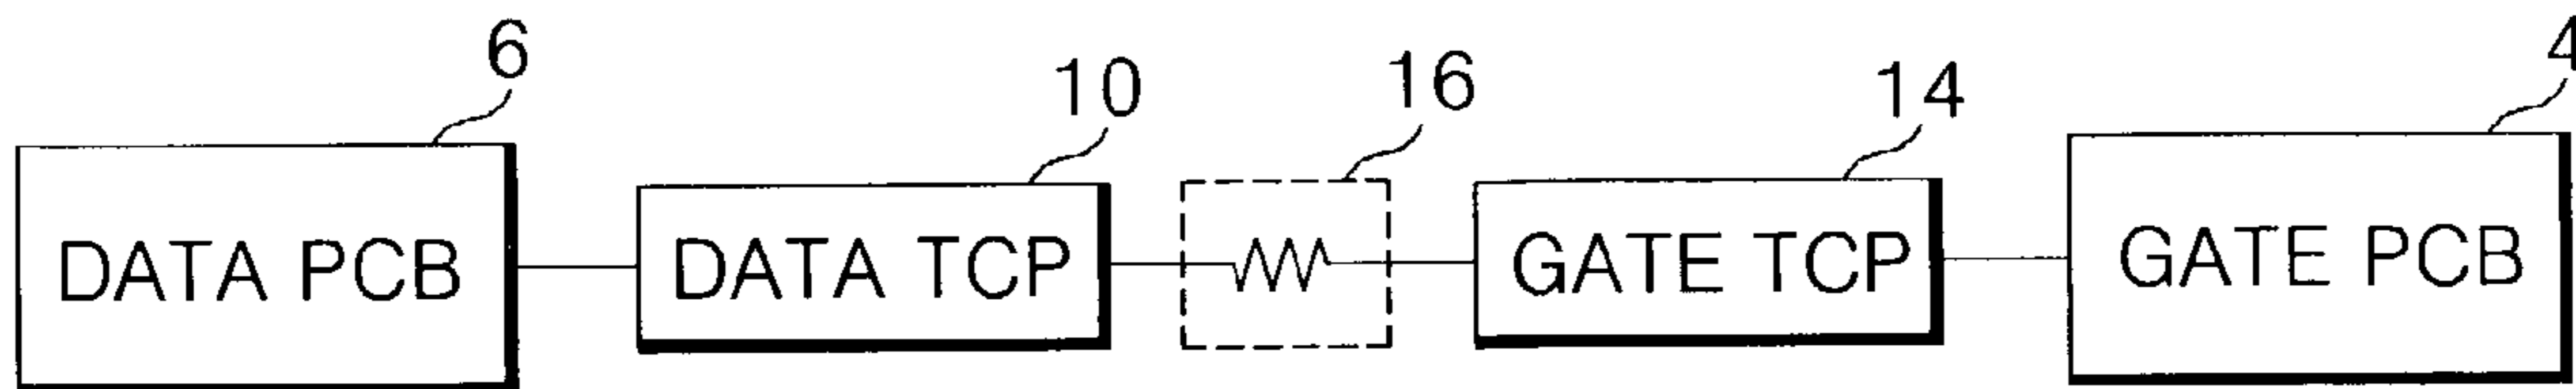 6
10
16
14
4
DATA PCB
DATA TCP
GATE TCP
GATE PCB